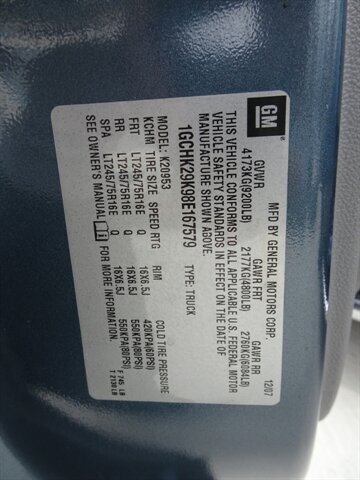 GM
MFD BY GENERAL MOTORS CORP. 12/07
GVWR GAWR FRT GAWR RR
4173KG(9200LB) 2177KG(4800LB) 2760KG(6084LB)
THIS VEHICLE CONFORMS TO ALL APPLICABLE U.S. FEDERAL MOTOR
VEHICLE SAFETY STANDARDS IN EFFECT ON THE DATE OF
MANUFACTURE SHOWN ABOVE.
1GCHK29K98E167579 TYPE: TRUCK
MODEL: K20953
KCHM TIRE SIZE SPEED RTG RIM COLD TIRE PRESSURE
FRT LT245/75R16E Q 16X6.5J 420KPA(60PSI)
RR LT245/75R16E Q 16X6.5J 550KPA(80PSI)
SPA LT245/75R16E Q 16X6.5J 550KPA(80PSI)
SEE OWNER'S MANUAL FOR MORE INFORMATION.
F 745 LB
T 2138 LB